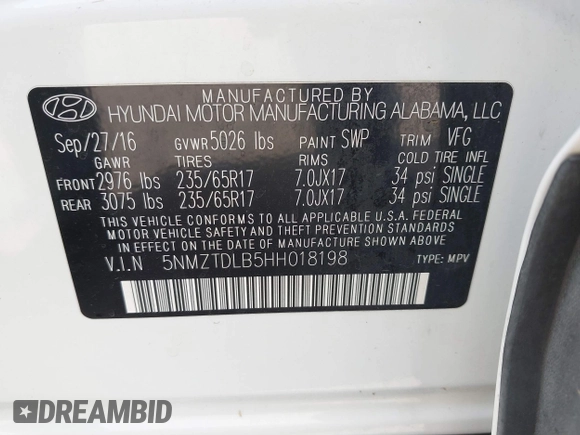 MANUFACTURED BY
HYUNDAI MOTOR MANUFACTURING ALABAMA, LLC
Sep/27/16 GVWR 5026 lbs PAINT SWP TRIM VFG
GAWR TIRES RIMS COLD TIRE INFL
FRONT 2976 lbs 235/65R17 7.0JX17 34 psi SINGLE
REAR 3075 lbs 235/65R17 7.0JX17 34 psi SINGLE
THIS VEHICLE CONFORMS TO ALL APPLICABLE U.S.A. FEDERAL
MOTOR VEHICLE SAFETY AND THEFT PREVENTION STANDARDS
IN EFFECT ON THE DATE OF MANUFACTURE SHOWN ABOVE.
V.I.N 5NMZTDLB5HH018198 TYPE: MPV
DREAMBID